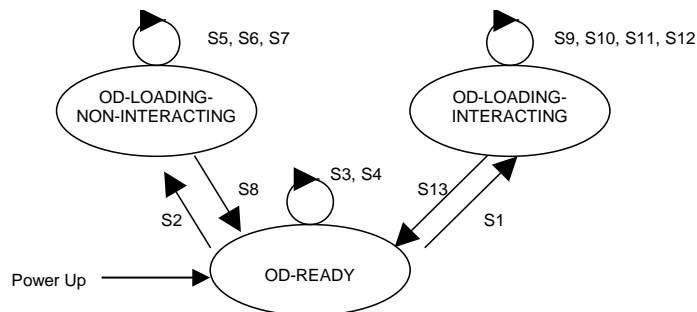 S5, S6, S7
S9, S10, S11, S12
OD-LOADING-
NON-INTERACTING
OD-LOADING-
INTERACTING
S3, S4
S8
S13
S2
S1
Power Up
OD-READY